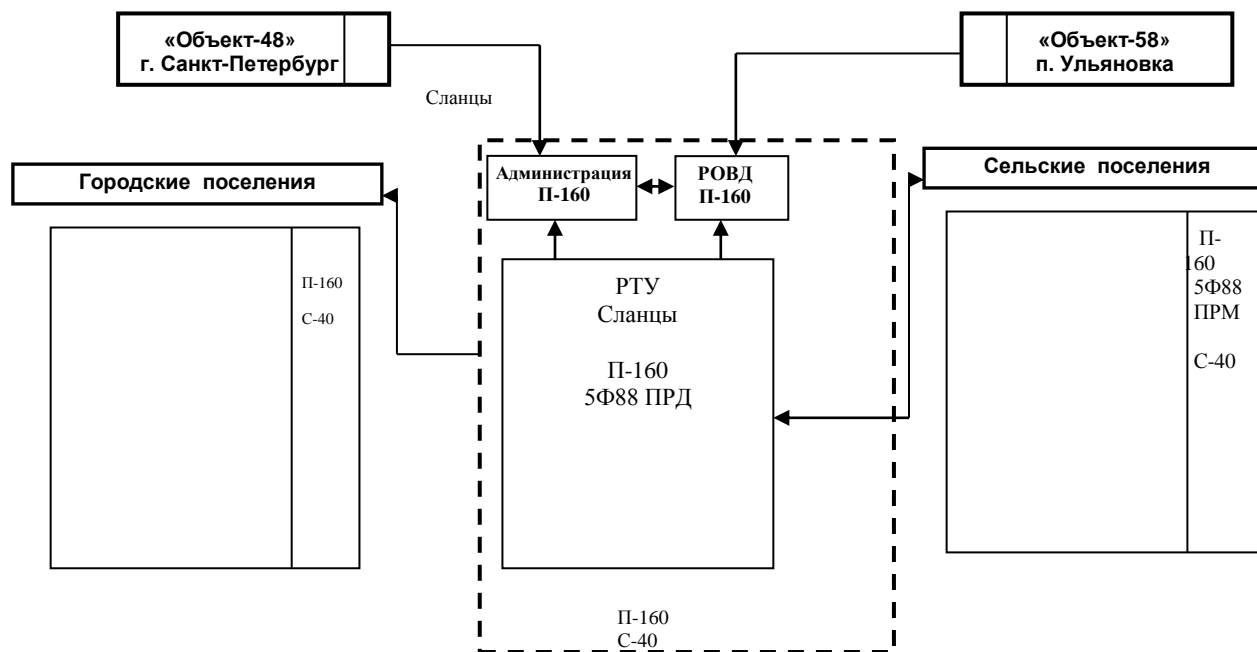 «Объект-48»
г. Санкт-Петербург
«Объект-58»
п. Ульяновка
Сланцы
Городские поселения
Администрация
П-160
РОВД
П-160
Сельские поселения
П-160
С-40
РТУ
Сланцы
П-160
5Ф88 ПРД
П-
160
5Ф88
ПРМ
С-40
П-160
С-40